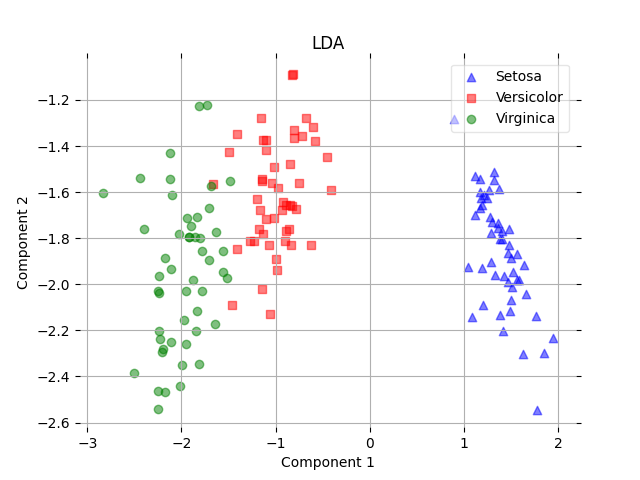 LDA
Setosa
Versicolor
Virginica
Component 2
−1.2
−1.4
−1.6
−1.8
−2.0
−2.2
−2.4
−2.6
−3 −2 −1 0 1 2
Component 1